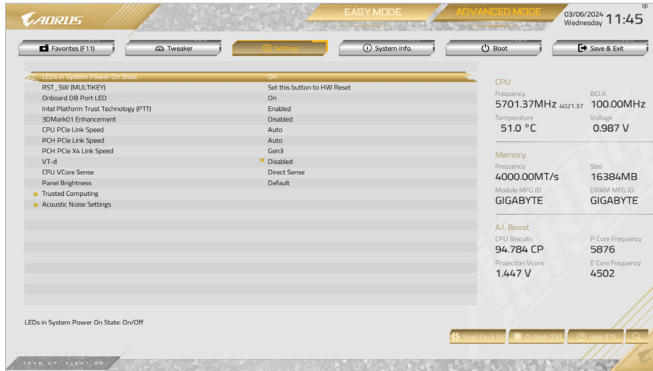 AORUS
EASY MODE
ADVANCED MODE
03/06/2024
Wednesday
11:45
Favorites (F11)
Tweaker
Settings
System Info.
Boot
Save & Exit
LEDs in System Power On State On
RST_SW (MULTIKEY) Set this button to HW Reset
Onboard DB Port LED On
Intel Platform Trust Technology (PTT) Enabled
3DMark01 Enhancement Disabled
CPU PCIe Link Speed Auto
PCH PCIe Link Speed Auto
PCH PCIe X4 Link Speed Gen3
VT-d Disabled
CPU VCore Sense Direct Sense
Panel Brightness Default
Trusted Computing
Acoustic Noise Settings
CPU
Frequency BCLK
5701.37MHz 4021.37 100.00MHz
Temperature Voltage
51.0 °C 0.987 V
Memory
Frequency Size
4000.00MT/s 16384MB
Module MFG ID DRAM MFG ID
GIGABYTE GIGABYTE
A.I. Boost
CPU Biscuits P Core Frequency
94.784 CP 5876
Projection Vcore E Core Frequency
1.447 V 4502
LEDs in System Power On State: On/Off
Help (F1)
TEAM UP. FIGHT ON.